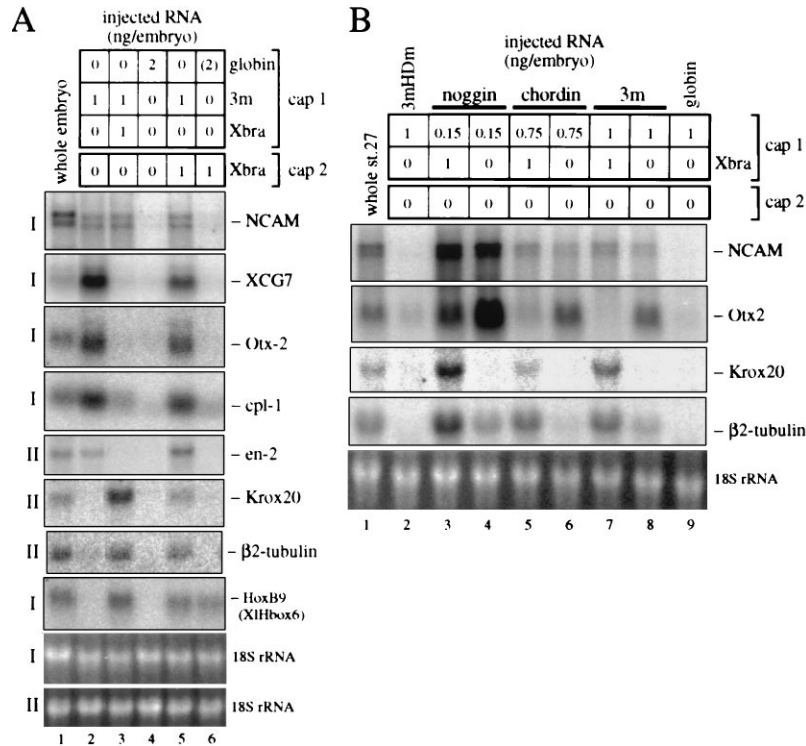 A
injected RNA
(ng/embryo)
whole embryo
0 0 2 0 (2) globin
1 1 0 1 0 3m
0 1 0 0 0 Xbra
cap 1
0 0 0 1 1 Xbra
cap 2
I – NCAM
I – XCG7
I – Otx-2
I – cpl-1
II – en-2
II – Krox20
II – β2-tubulin
I – HoxB9
(XlHbox6)
I 18S rRNA
II 18S rRNA
1 2 3 4 5 6
B
injected RNA
(ng/embryo)
whole st.27
3mHDm
noggin chordin 3m
globin
1 0.15 0.15 0.75 0.75 1 1 1
Xbra 0 1 0 1 0 1 0 0
cap 1
0 0 0 0 0 0 0 0
cap 2
– NCAM
– Otx2
– Krox20
– β2-tubulin
18S rRNA
1 2 3 4 5 6 7 8 9